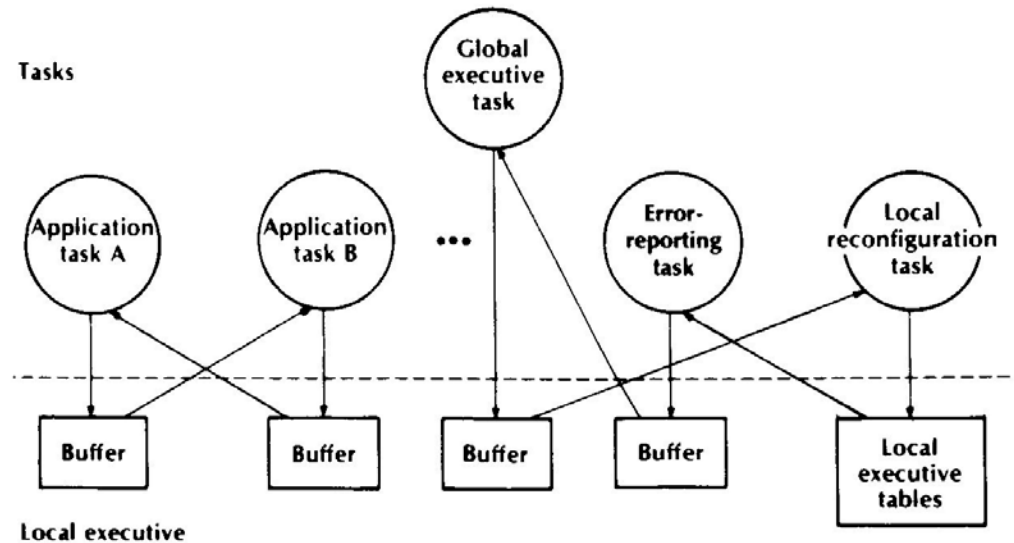 Tasks
Global
executive
task
Application
task A
Application
task B
...
Error-
reporting
task
Local
reconfiguration
task
Buffer
Buffer
Buffer
Buffer
Local
executive
tables
Local executive